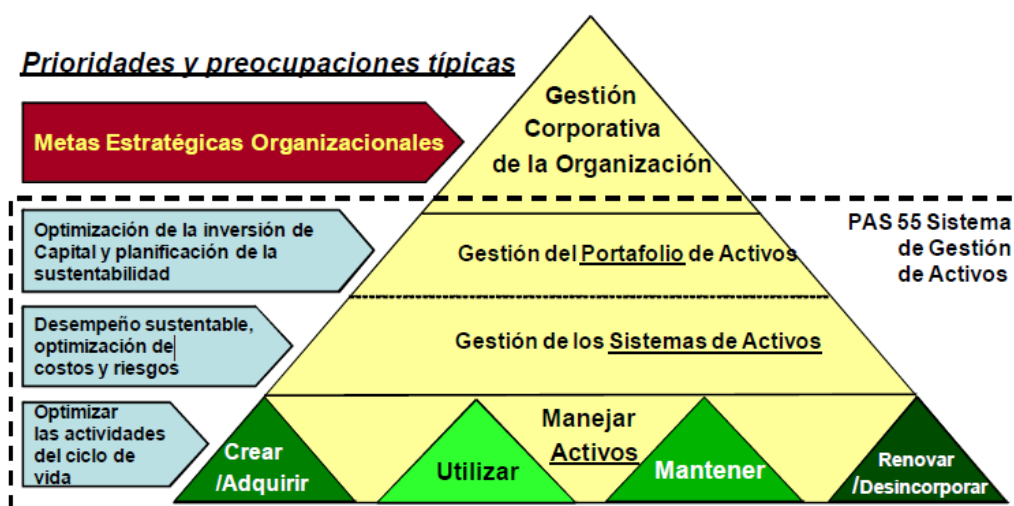 Prioridades y preocupaciones típicas
Gestión
Corporativa
de la Organización
Metas Estratégicas Organizacionales
Optimización de la inversión de
Capital y planificación de la
sustentabilidad
Gestión del Portafolio de Activos
PAS 55 Sistema
de Gestión
de Activos
Desempeño sustentable,
optimización de
costos y riesgos
Gestión de los Sistemas de Activos
Optimizar
las actividades
del ciclo de
vida
Manejar
Activos
Crear
/Adquirir
Utilizar
Mantener
Renovar
/Desincorporar